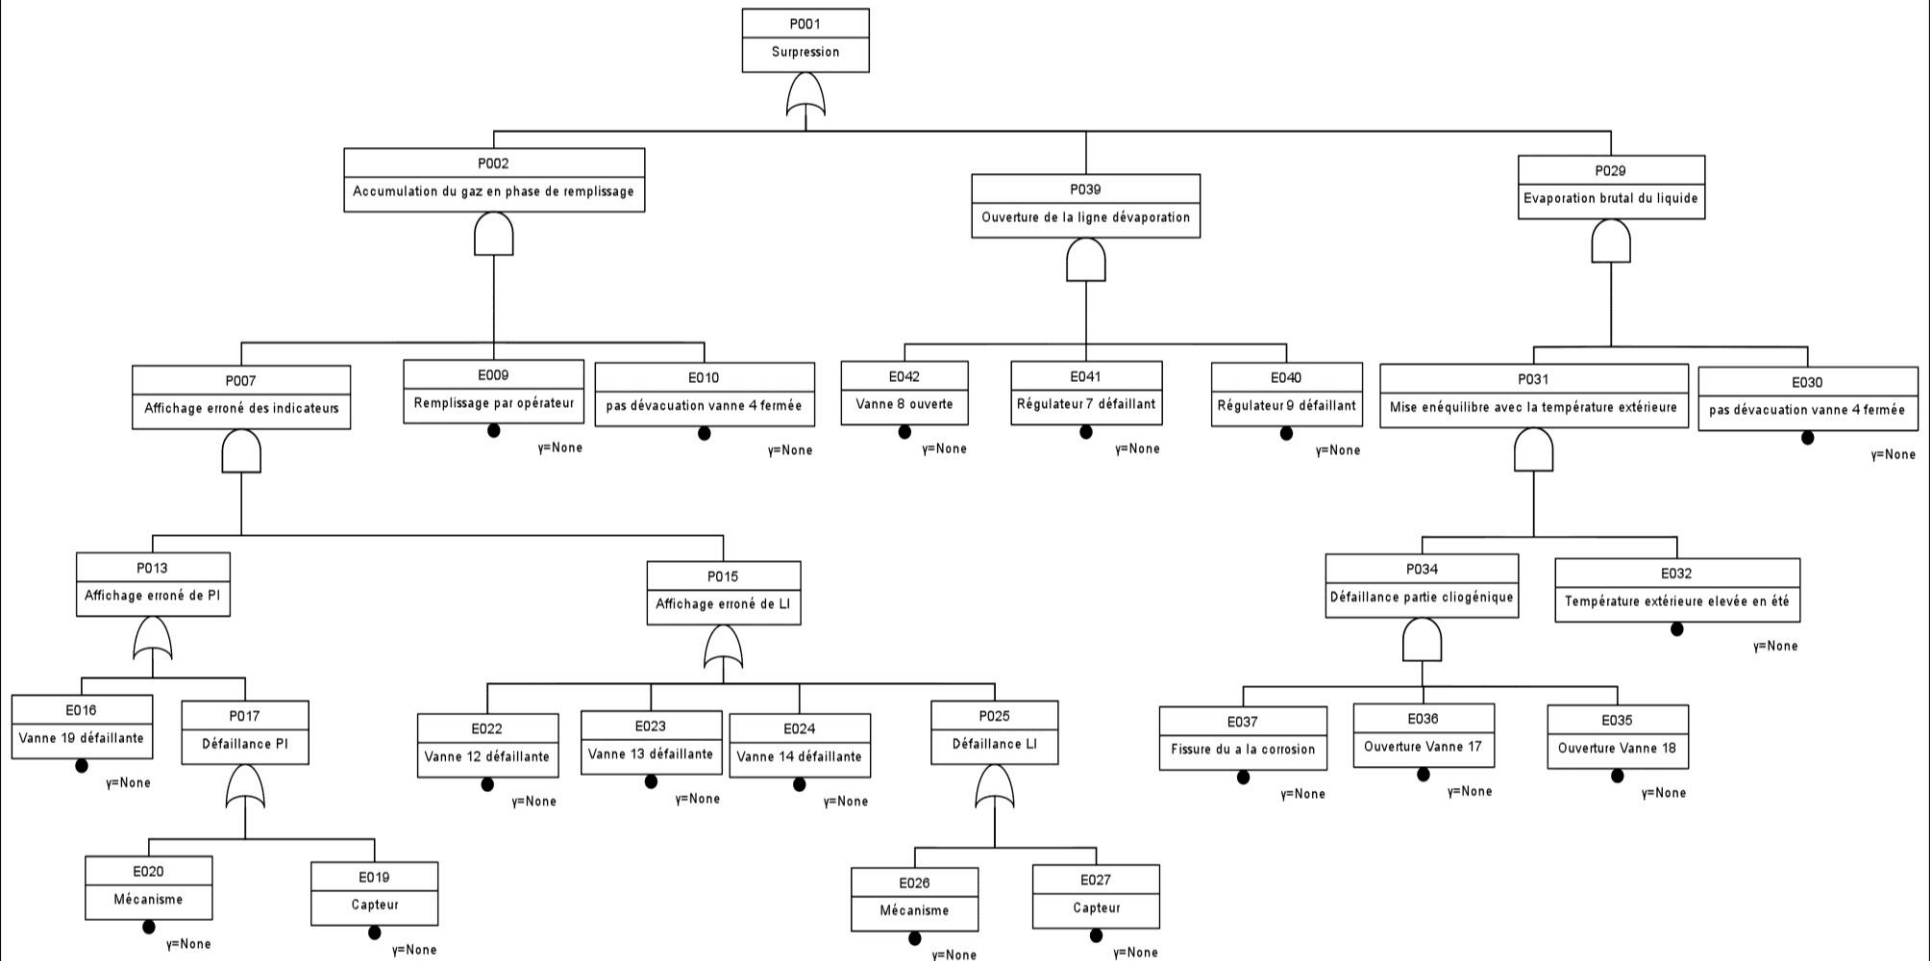 P001
Surpression
P002
Accumulation du gaz en phase de remplissage
P039
Ouverture de la ligne dévaporation
P029
Evaporation brutal du liquide
P007
Affichage erroné des indicateurs
E009
Remplissage par opérateur
y=None
E010
pas dévacuation vanne 4 fermée
y=None
E042
Vanne 8 ouverte
y=None
E041
Régulateur 7 défaillant
y=None
E040
Régulateur 9 défaillant
y=None
P031
Mise enéquilibre avec la température extérieure
E030
pas dévacuation vanne 4 fermée
y=None
P013
Affichage erroné de PI
P015
Affichage erroné de LI
P034
Défaillance partie cliogénique
E032
Température extérieure elevée en été
y=None
E016
Vanne 19 défaillante
y=None
P017
Défaillance PI
E022
Vanne 12 défaillante
y=None
E023
Vanne 13 défaillante
y=None
E024
Vanne 14 défaillante
y=None
P025
Défaillance LI
E037
Fissure du a la corrosion
y=None
E036
Ouverture Vanne 17
y=None
E035
Ouverture Vanne 18
y=None
E020
Mécanisme
y=None
E019
Capteur
y=None
E026
Mécanisme
y=None
E027
Capteur
y=None